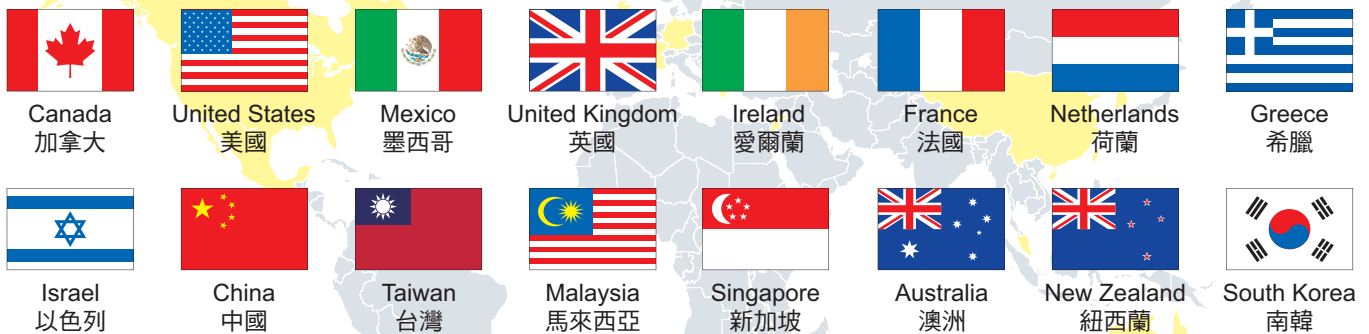 Canada
加拿大
United States
美國
Mexico
墨西哥
United Kingdom
英國
Ireland
愛爾蘭
France
法國
Netherlands
荷蘭
Greece
希臘
Israel
以色列
China
中國
Taiwan
台灣
Malaysia
馬來西亞
Singapore
新加坡
Australia
澳洲
New Zealand
紐西蘭
South Korea
南韓